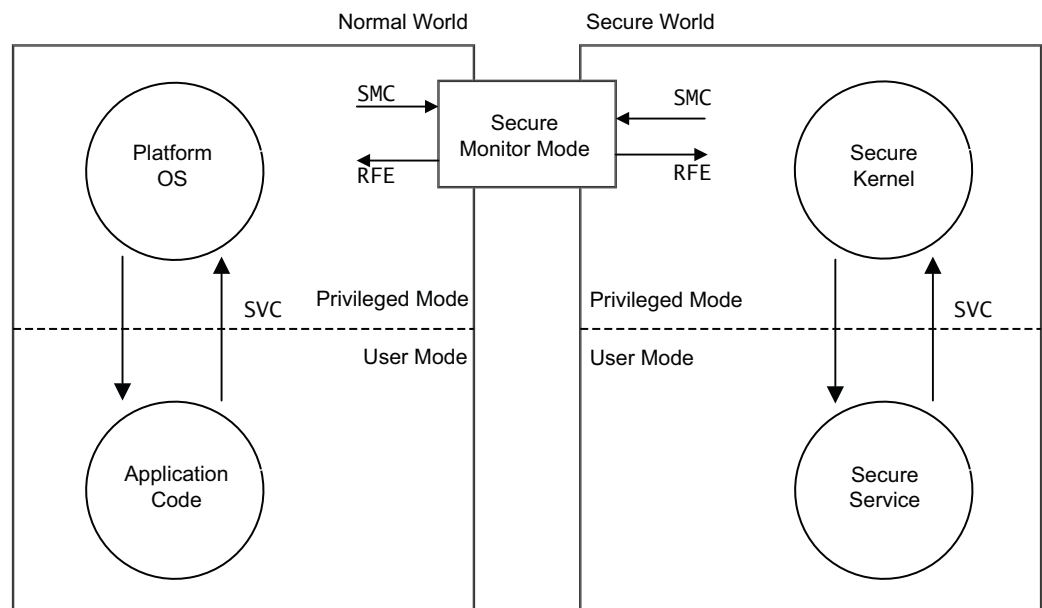 Normal World
Secure World
SMC
SMC
Secure
Monitor Mode
RFE
RFE
Platform
OS
Secure
Kernel
SVC
Privileged Mode
Privileged Mode
SVC
User Mode
User Mode
Application
Code
Secure
Service